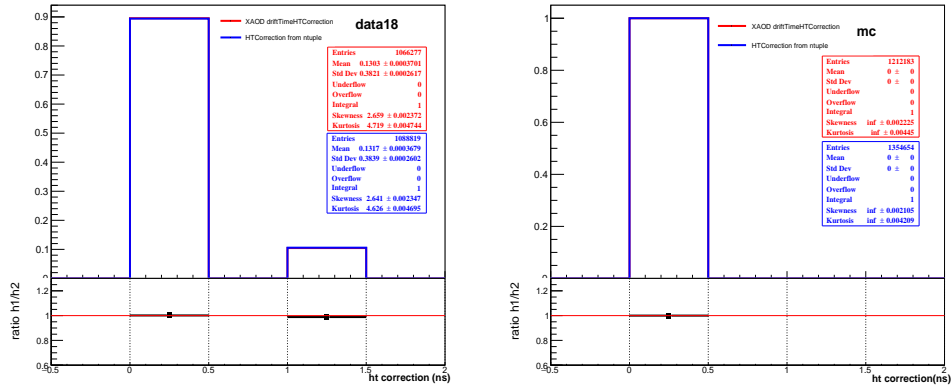 XAOD driftTimeHTCorrection
HTCorrection from ntuple
data18
Entries 1066277
Mean 0.1303 ± 0.0003701
Std Dev 0.3821 ± 0.0002617
Underflow 0
Overflow 0
Integral 1
Skewness 2.659 ± 0.002372
Kurtosis 4.719 ± 0.004744
Entries 1088819
Mean 0.1317 ± 0.0003679
Std Dev 0.3839 ± 0.0002602
Underflow 0
Overflow 0
Integral 1
Skewness 2.641 ± 0.002347
Kurtosis 4.626 ± 0.004695
0.9
0.8
0.7
0.6
0.5
0.4
0.3
0.2
0.1
0
ratio h1/h2
1.2
1
0.8
0.6
-0.5 0 0.5 1 1.5 2
ht correction (ns)
XAOD driftTimeHTCorrection
HTCorrection from ntuple
mc
Entries 1212183
Mean 0 ± 0
Std Dev 0 ± 0
Underflow 0
Overflow 0
Integral 1
Skewness inf ± 0.002225
Kurtosis inf ± 0.00445
Entries 1354654
Mean 0 ± 0
Std Dev 0 ± 0
Underflow 0
Overflow 0
Integral 1
Skewness inf ± 0.002105
Kurtosis inf ± 0.004209
1
0.8
0.6
0.4
0.2
0
ratio h1/h2
1.2
1
0.8
0.6
-0.5 0 0.5 1 1.5 2
ht correction(ns)